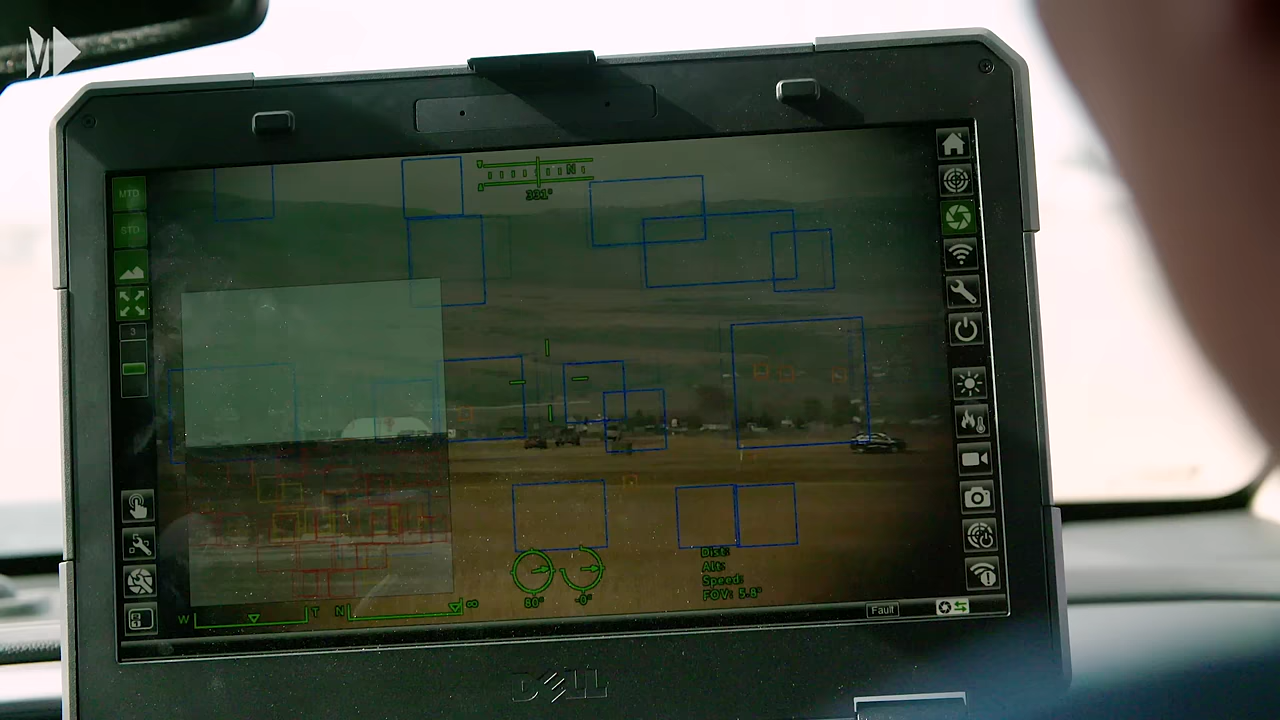 MTD
STD
3
N
331°
80°
-0°
Dist:
Alt:
Speed:
FOV: 5.8°
W
T
N
∞
Fault
DELL